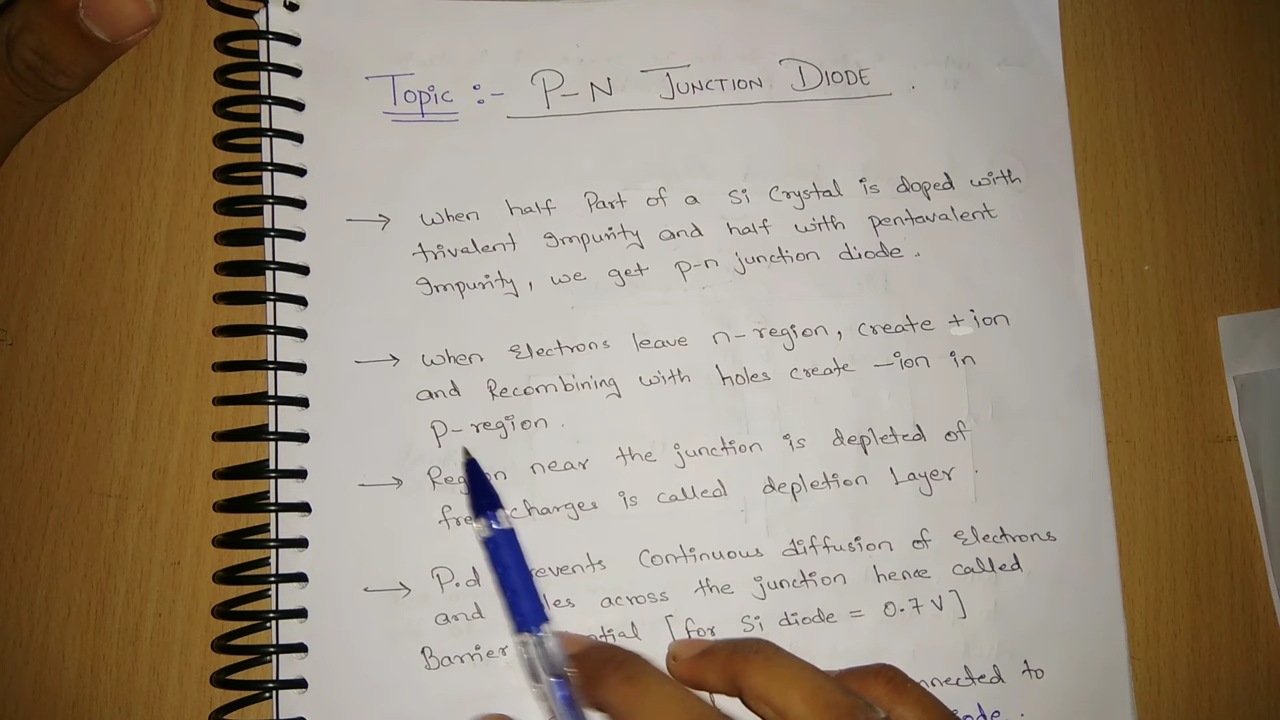 Topic :- P-N JUNCTION DIODE .
→ When half Part of a Si Crystal is doped with
trivalent Impurity and half with pentavalent
Impurity, we get p-n junction diode.
→ When Electrons leave n-region, create +ion
and Recombining with holes create -ion in
P-region.
→ Region near the junction is depleted of
free charges is called depletion Layer.
→ P.d Continuous diffusion of Electrons
and across the junction hence called
Barrier [for Si diode = 0.7 V]
to